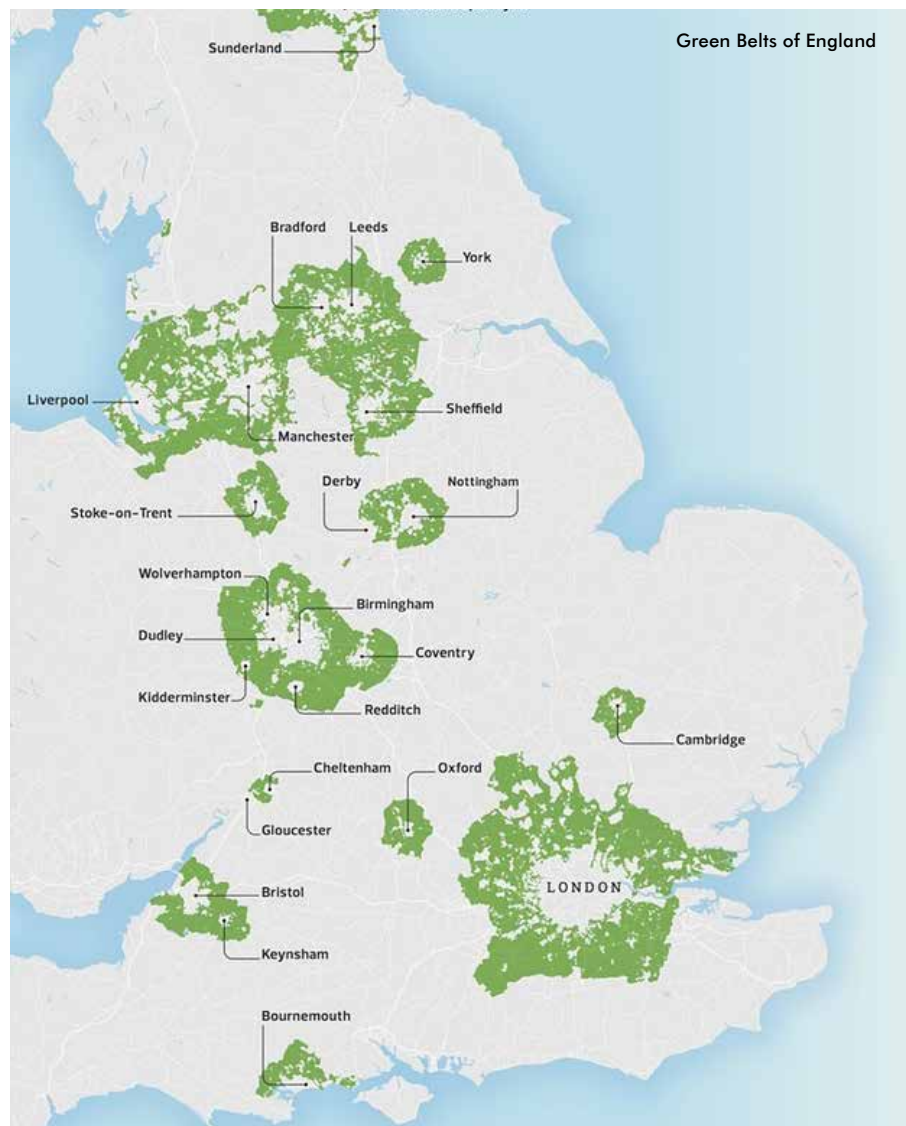 Sunderland
Green Belts of England
Bradford
Leeds
York
Liverpool
Sheffield
Manchester
Derby
Nottingham
Stoke-on-Trent
Wolverhampton
Birmingham
Dudley
Coventry
Kidderminster
Redditch
Cambridge
Cheltenham
Oxford
Gloucester
LONDON
Bristol
Keynsham
Bournemouth